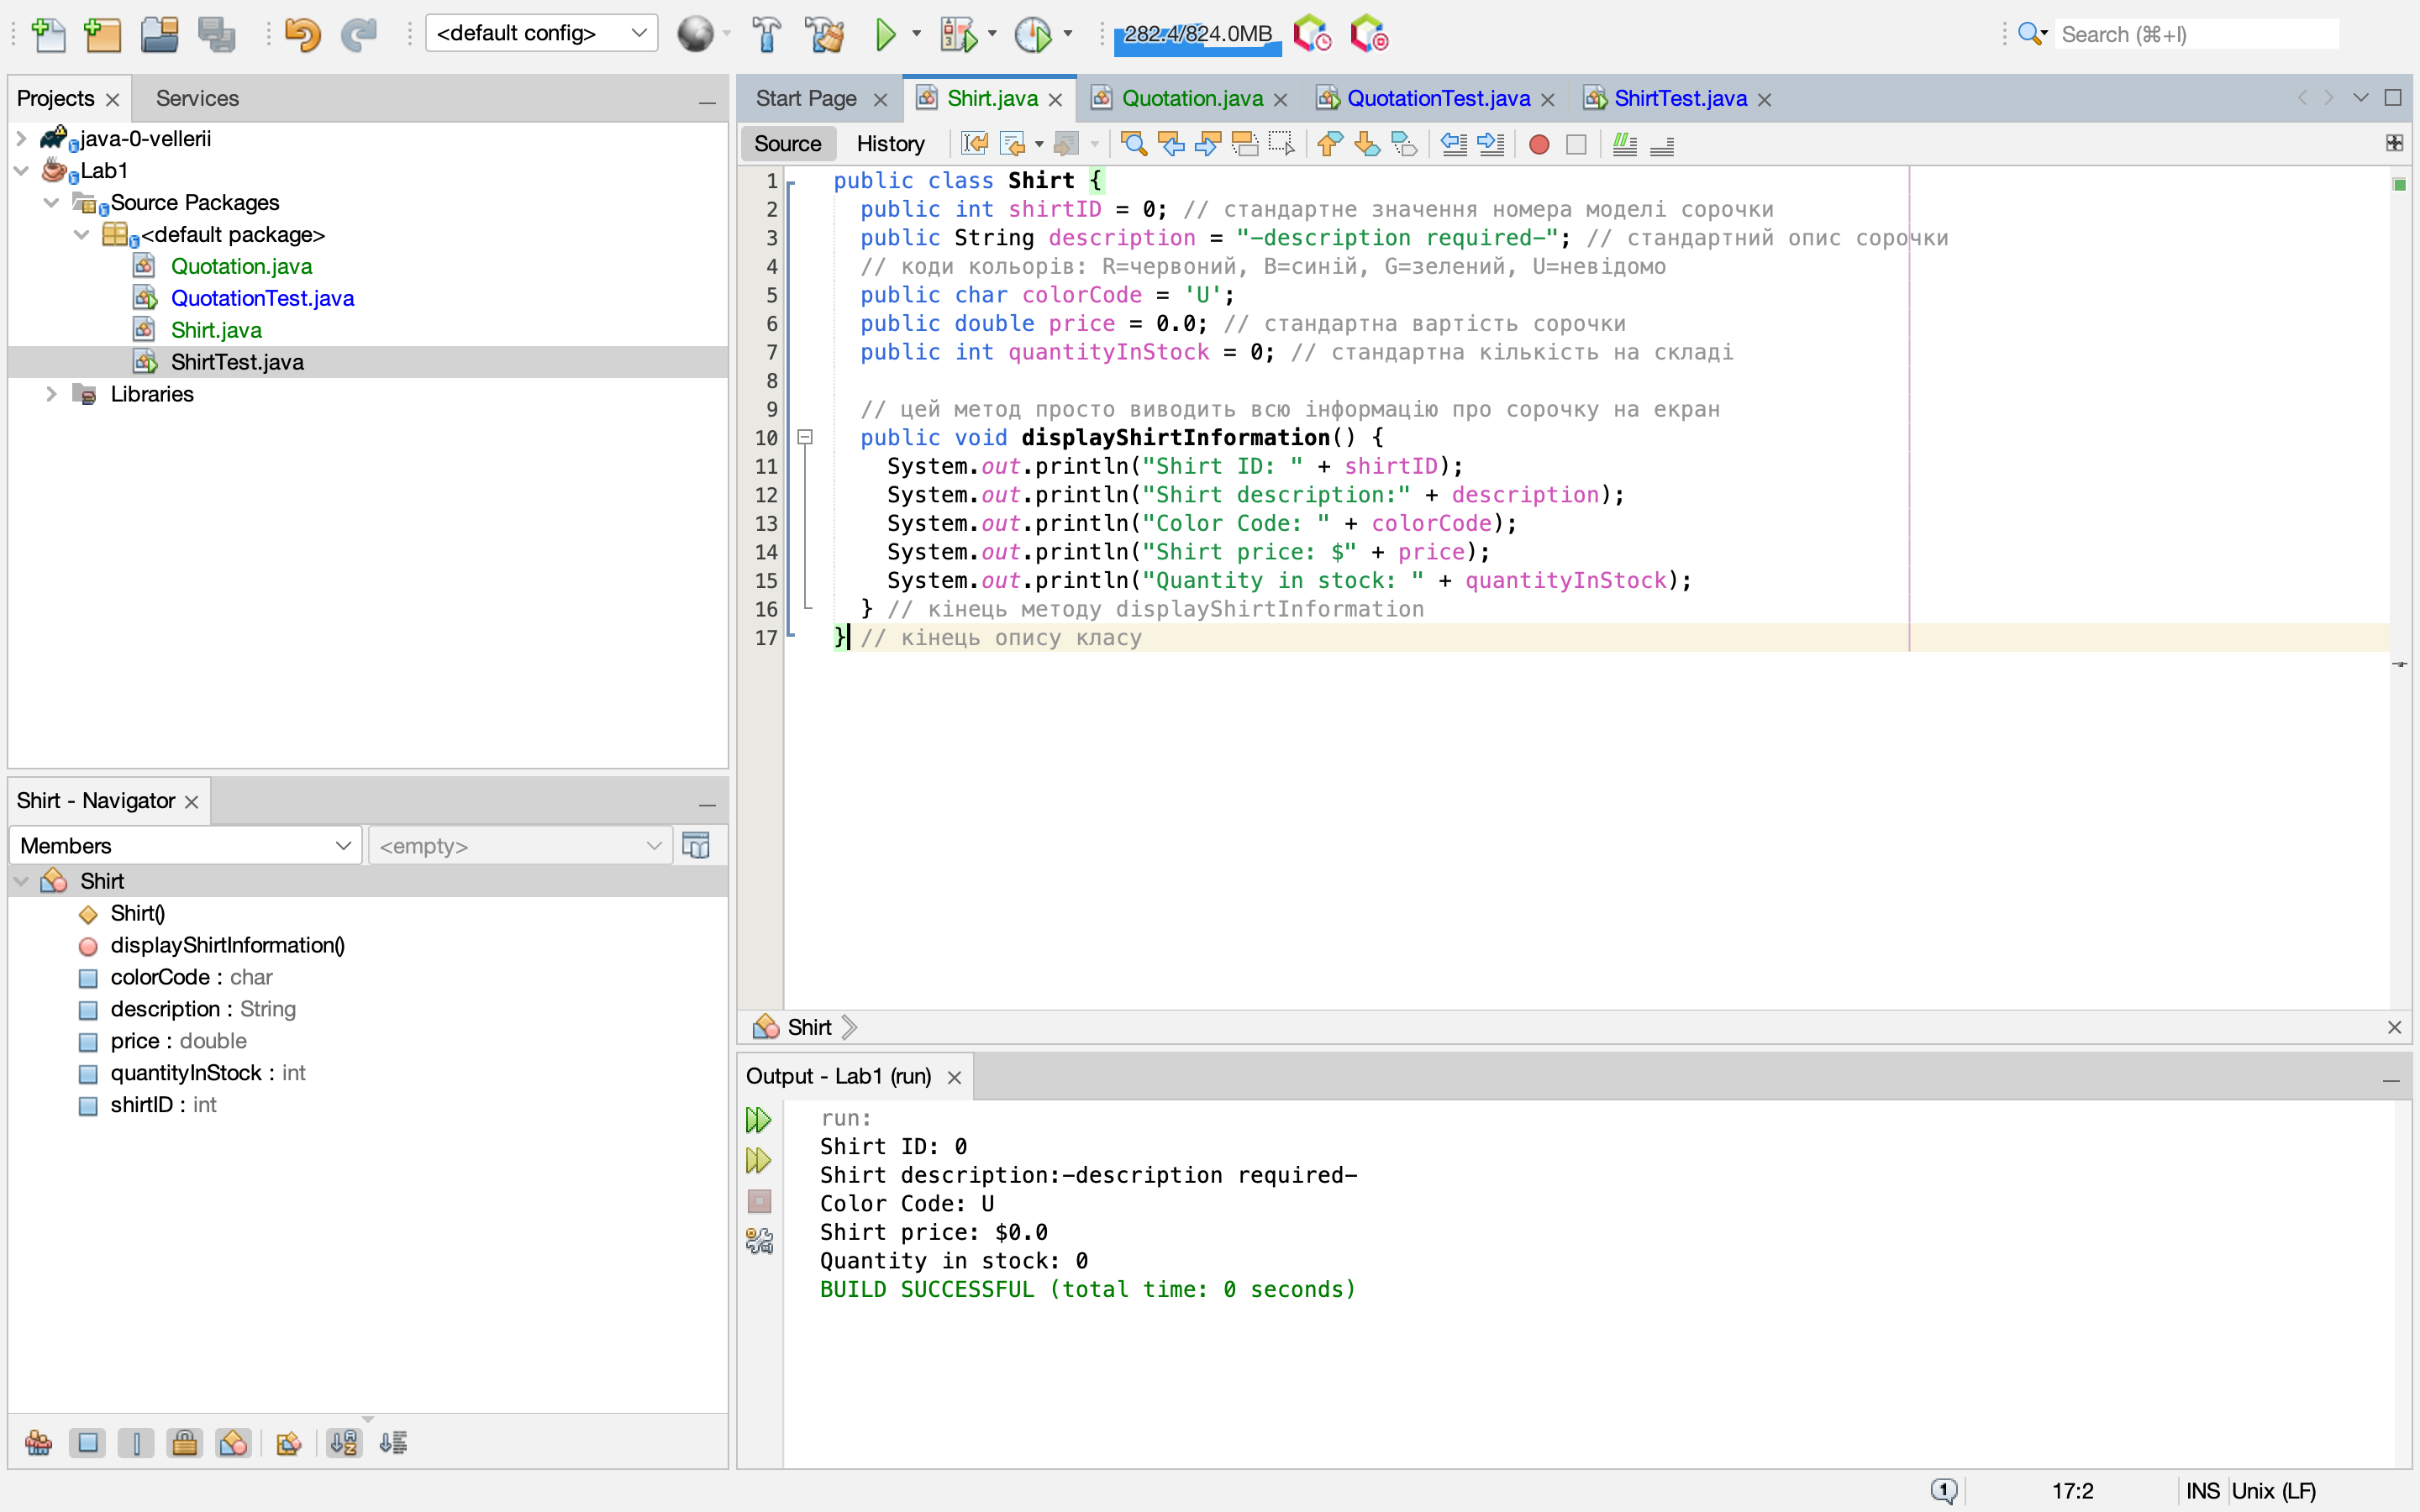 <default config>
282.4/824.0MB
Search (⌘+I)
Projects
Services
java-0-vellerii
Lab1
Source Packages
<default package>
Quotation.java
QuotationTest.java
Shirt.java
ShirtTest.java
Libraries
Shirt - Navigator
Members
<empty>
Shirt
Shirt()
displayShirtInformation()
colorCode : char
description : String
price : double
quantityInStock : int
shirtID : int
Start Page
Shirt.java
Quotation.java
QuotationTest.java
ShirtTest.java
Source
History
1 public class Shirt {
2 public int shirtID = 0; // стандартне значення номера моделі сорочки
3 public String description = "-description required-"; // стандартний опис сорочки
4 // коди кольорів: R=червоний, B=синій, G=зелений, U=невідомо
5 public char colorCode = 'U';
6 public double price = 0.0; // стандартна вартість сорочки
7 public int quantityInStock = 0; // стандартна кількість на складі
8
9 // цей метод просто виводить всю інформацію про сорочку на екран
10 public void displayShirtInformation() {
11 System.out.println("Shirt ID: " + shirtID);
12 System.out.println("Shirt description:" + description);
13 System.out.println("Color Code: " + colorCode);
14 System.out.println("Shirt price: $" + price);
15 System.out.println("Quantity in stock: " + quantityInStock);
16 } // кінець методу displayShirtInformation
17 } // кінець опису класу
Shirt
Output - Lab1 (run)
run:
Shirt ID: 0
Shirt description:-description required-
Color Code: U
Shirt price: $0.0
Quantity in stock: 0
BUILD SUCCESSFUL (total time: 0 seconds)
1
17:2
INS
Unix (LF)